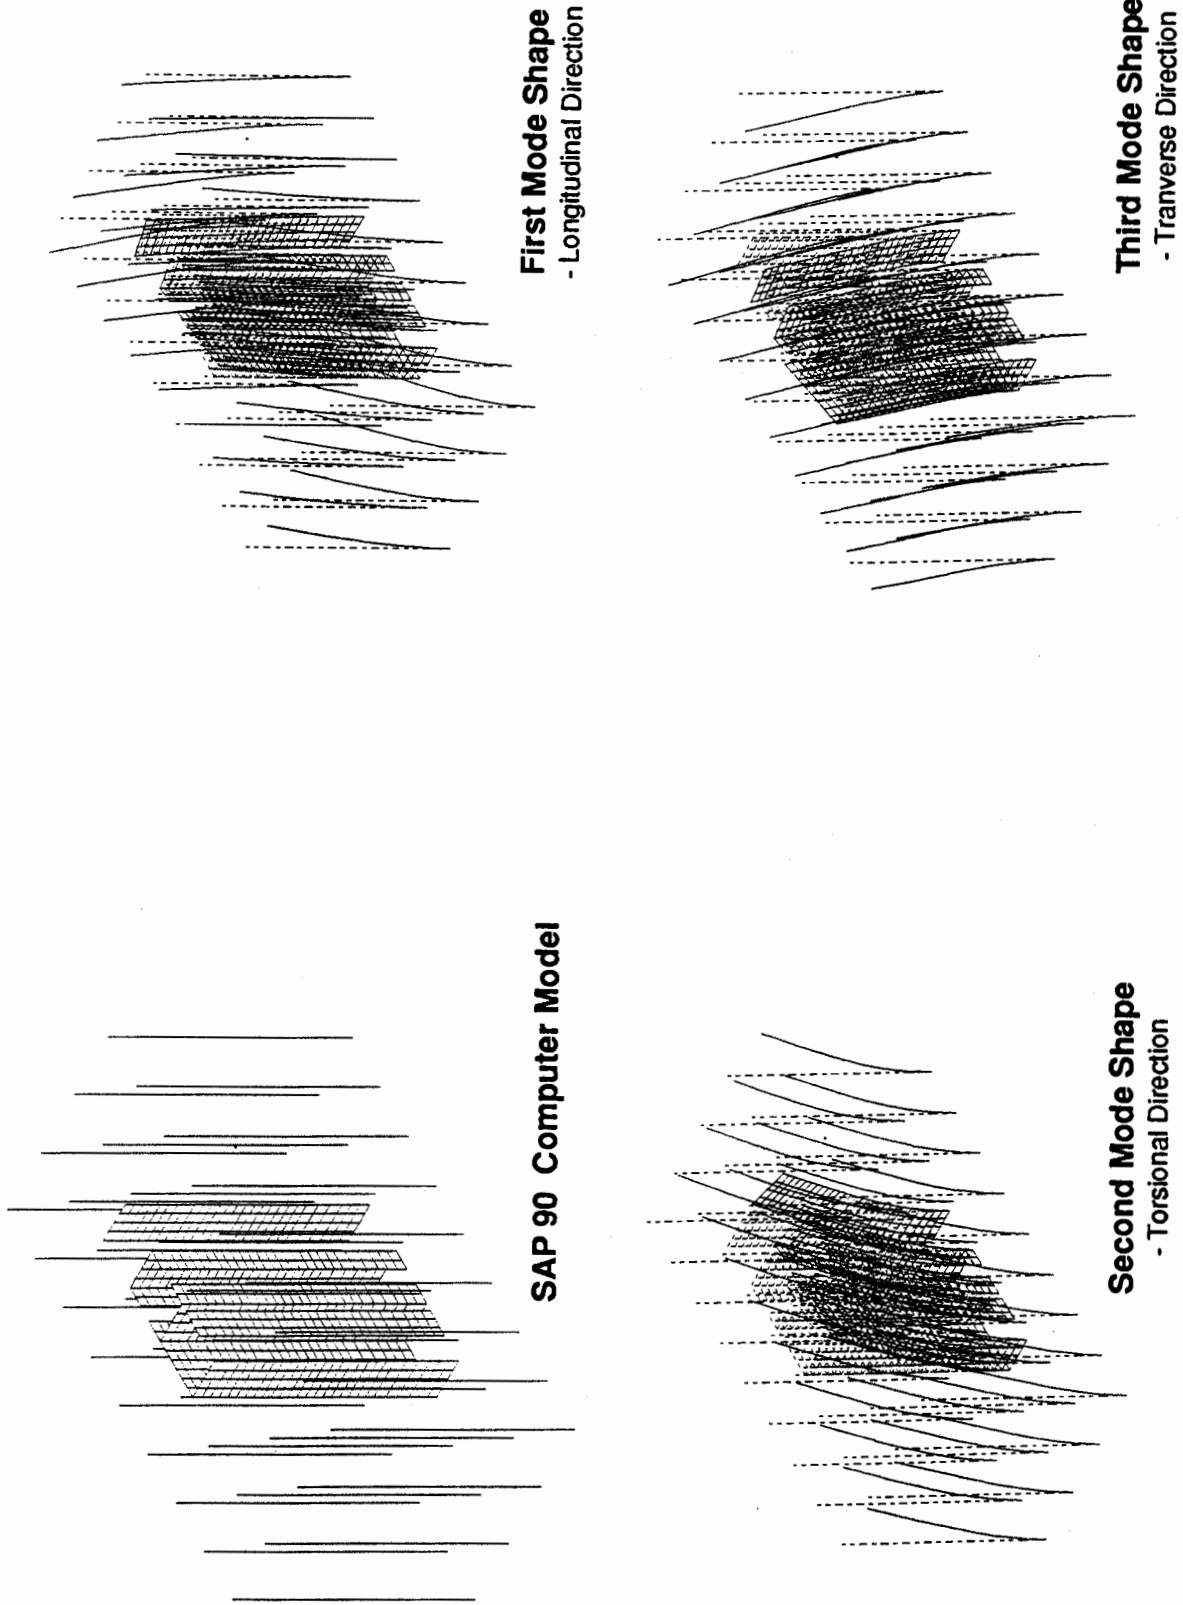 SAP 90 Computer Model
First Mode Shape
- Longitudinal Direction
Second Mode Shape
- Torsional Direction
Third Mode Shape
- Tranverse Direction